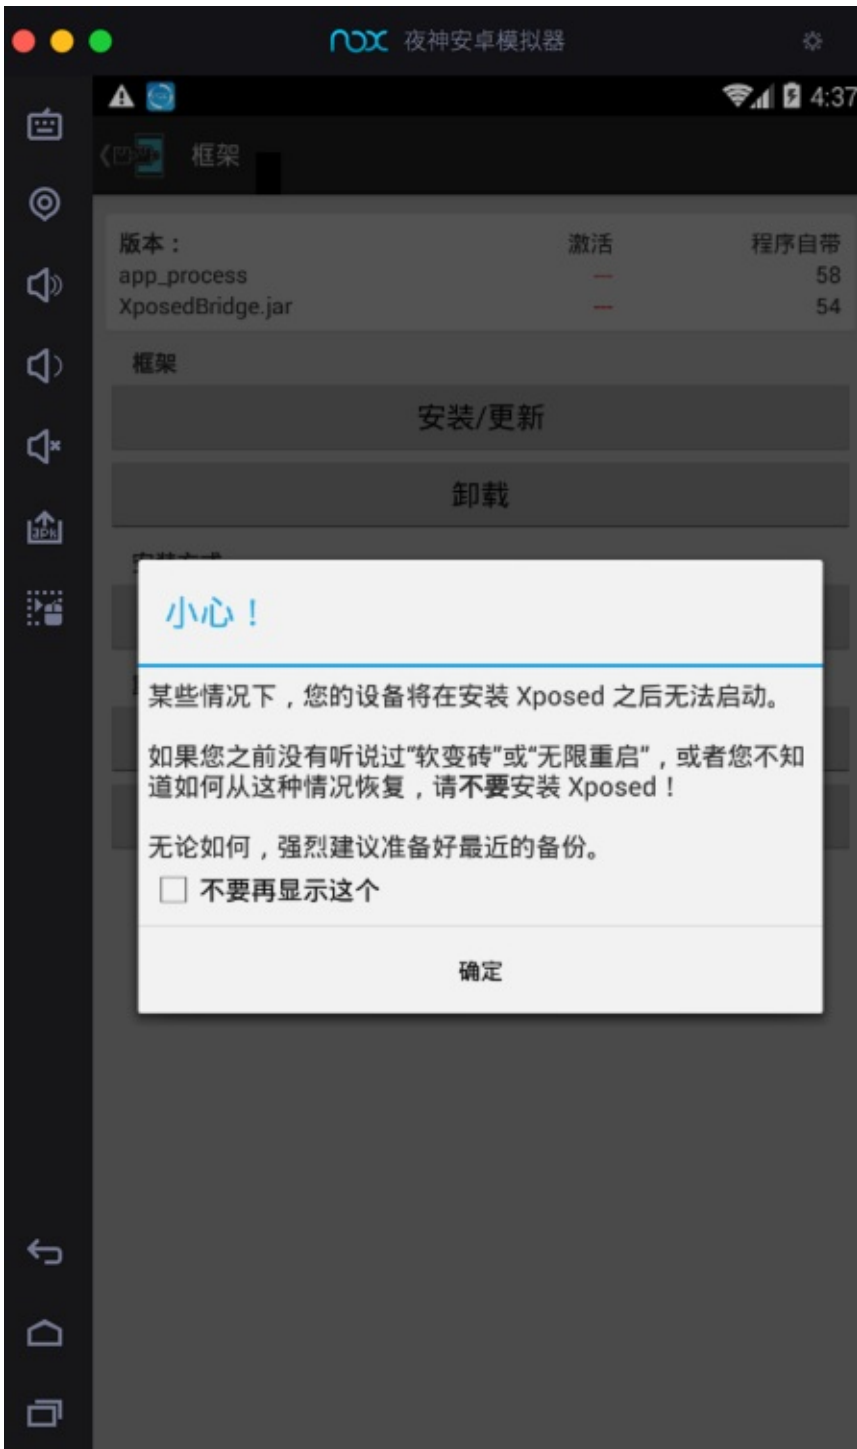 nox 夜神安卓模拟器
4:37
框架
版本： 激活 程序自带
app_process --- 58
XposedBridge.jar --- 54
框架
安装/更新
卸载
小心！
某些情况下，您的设备将在安装 Xposed 之后无法启动。
如果您之前没有听说过“软变砖”或“无限重启”，或者您不知
道如何从这种情况恢复，请不要安装 Xposed！
无论如何，强烈建议准备好最近的备份。
不要再显示这个
确定